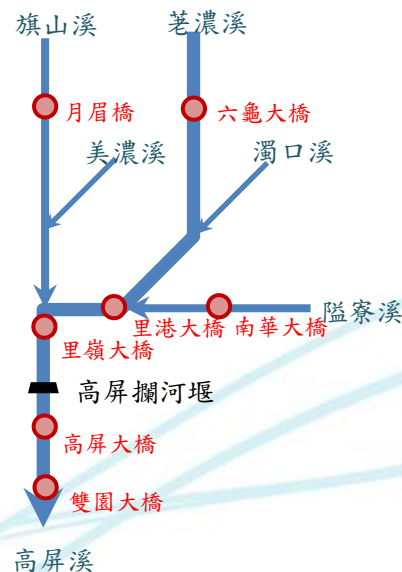 旗山溪 荖濃溪
月眉橋 六龜大橋
美濃溪 濁口溪
隘寮溪
里港大橋 南華大橋
里嶺大橋
高屏攔河堰
高屏大橋
雙園大橋
高屏溪